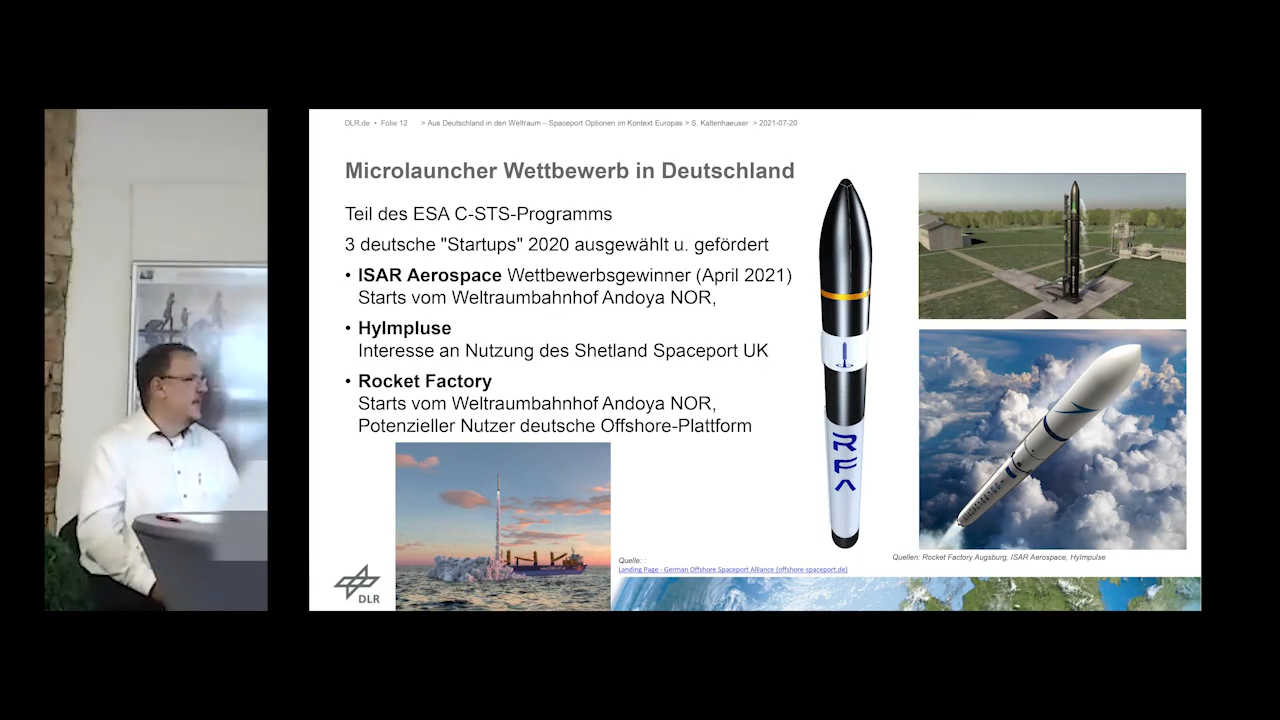 DLR.de • Folie 12 > Aus Deutschland in den Weltraum – Spaceport Optionen im Kontext Europas > S. Kaltenhaeuser > 2021-07-20
Microlauncher Wettbewerb in Deutschland
Teil des ESA C-STS-Programms
3 deutsche "Startups" 2020 ausgewählt u. gefördert
• ISAR Aerospace Wettbewerbsgewinner (April 2021)
Starts vom Weltraumbahnhof Andoya NOR,
• HyImpluse
Interesse an Nutzung des Shetland Spaceport UK
• Rocket Factory
Starts vom Weltraumbahnhof Andoya NOR,
Potenzieller Nutzer deutsche Offshore-Plattform
RFA
Quelle: :
Landing Page - German Offshore Spaceport Alliance (offshore-spaceport.de)
Quellen: Rocket Factory Augsburg, ISAR Aerospace, HyImpulse
DLR